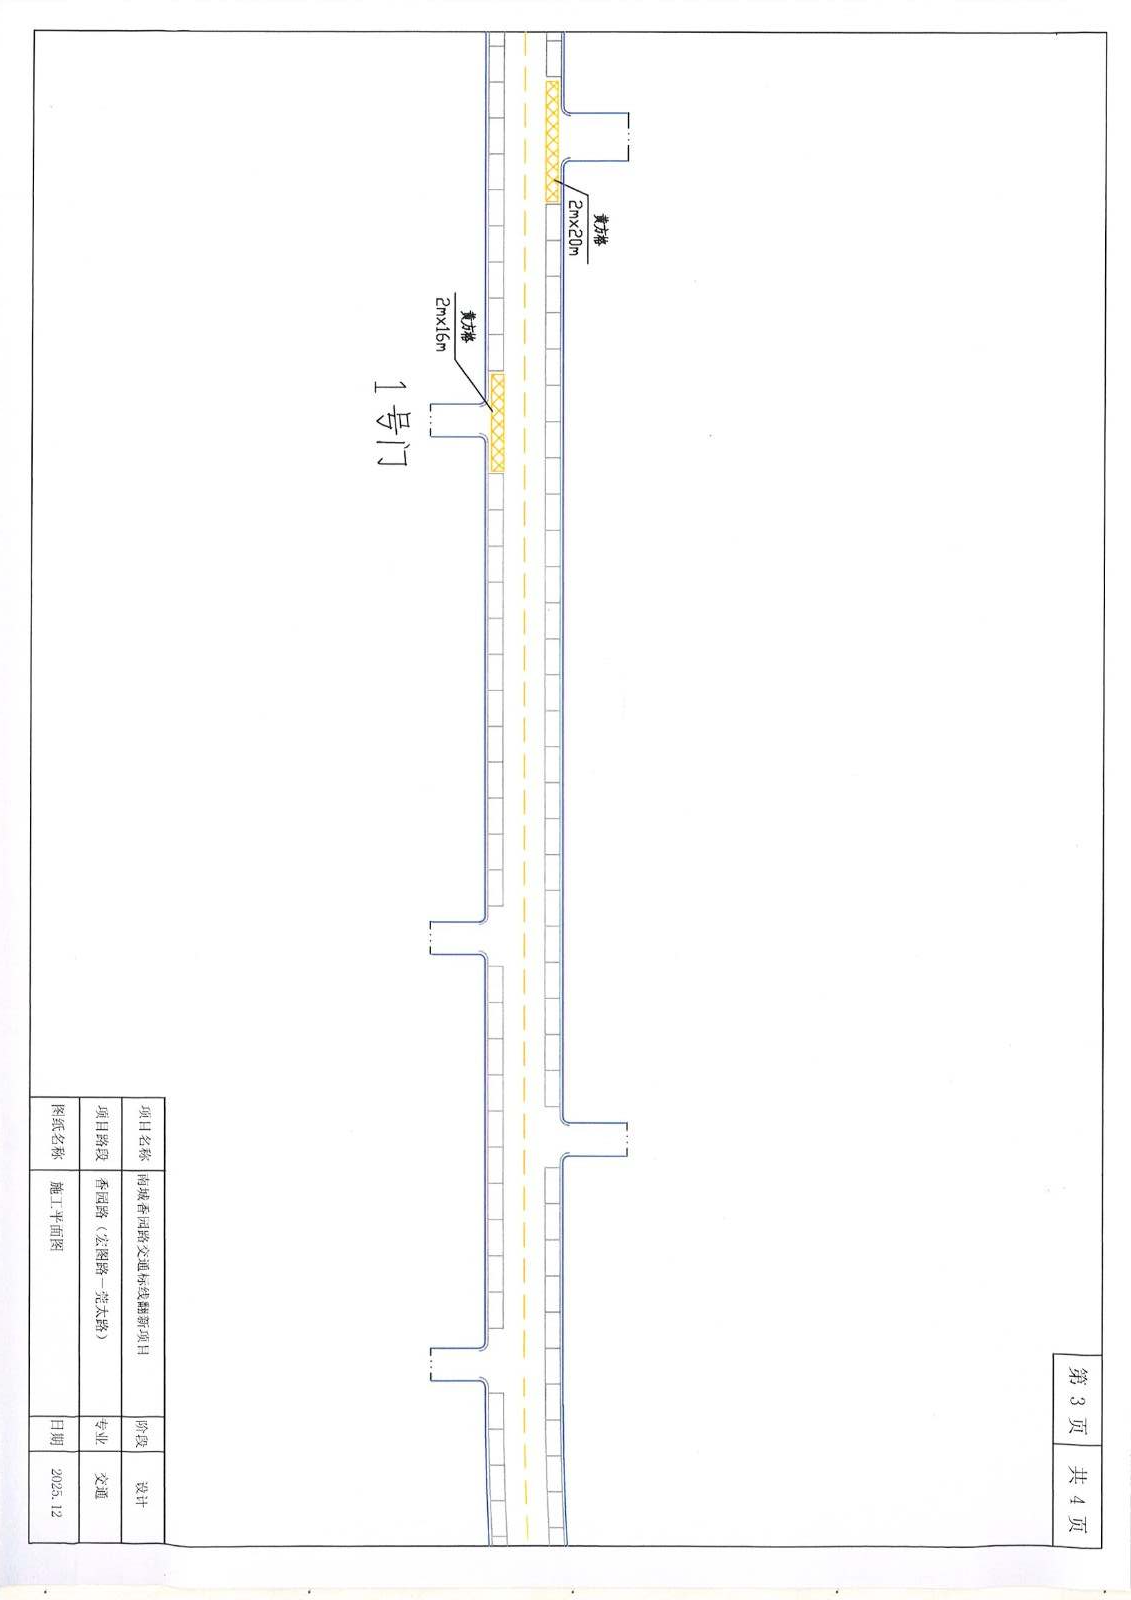 第 3 页 共 4 页
黄方格
2mx20m
黄方格
2mx16m
1号门
项目名称 南城香园路交通标线翻新项目 阶段 设计
项目路段 香园路（宏图路—莞太路） 专业 交通
图纸名称 施工平面图 日期 2025.12